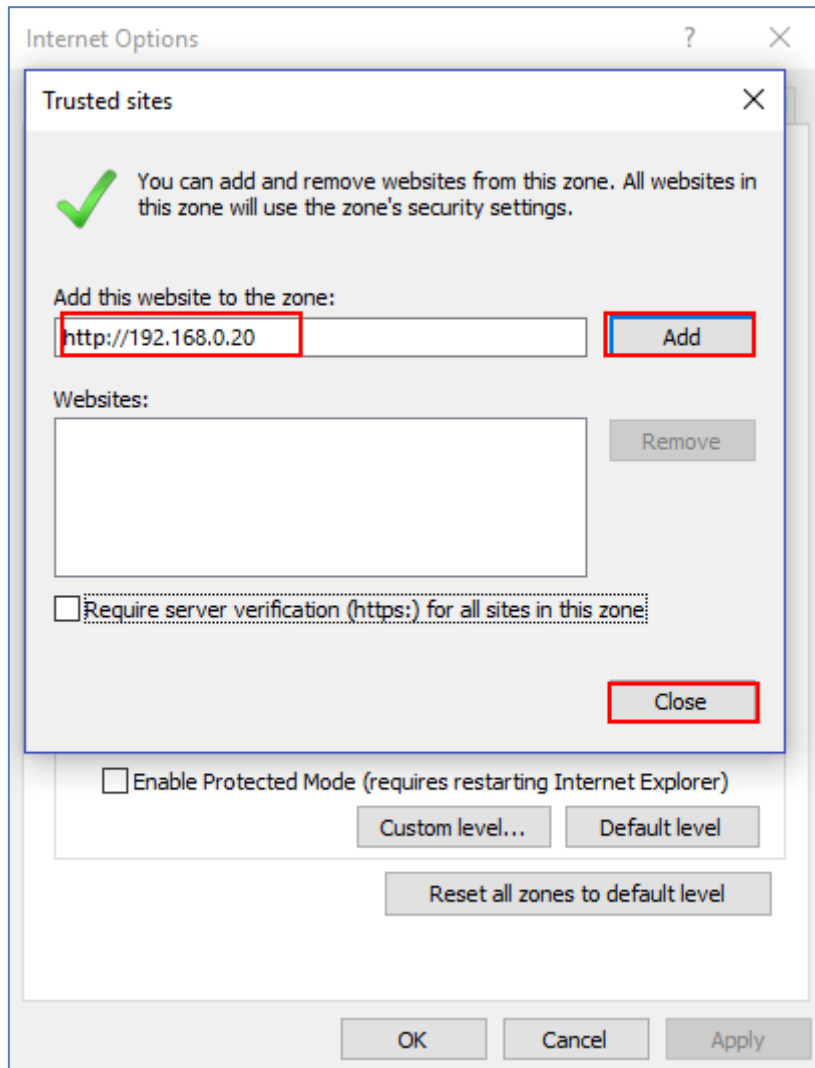 Internet Options
?
Trusted sites
You can add and remove websites from this zone. All websites in
this zone will use the zone's security settings.
Add this website to the zone:
http://192.168.0.20
Add
Websites:
Remove
Require server verification (https:) for all sites in this zone
Close
Enable Protected Mode (requires restarting Internet Explorer)
Custom level... Default level
Reset all zones to default level
OK Cancel Apply